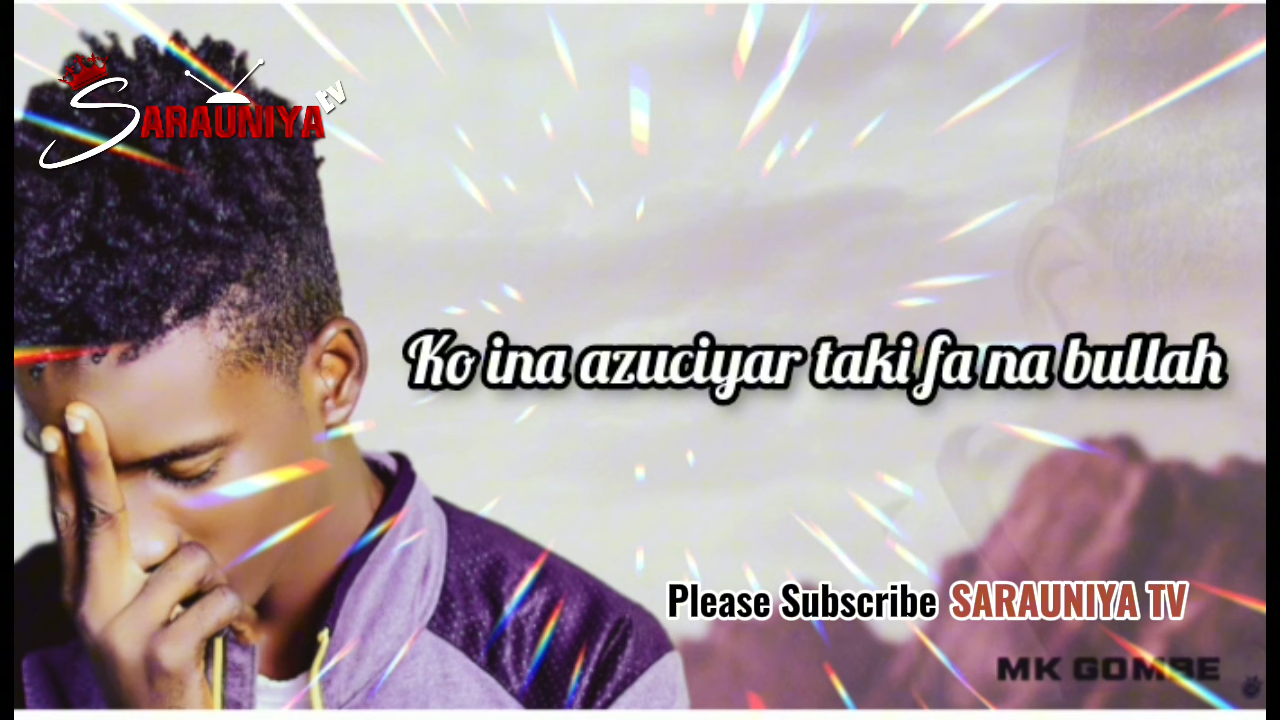 SARAUNIYA tv
Ko ina azuciyar taki fa na bullah
Please Subscribe SARAUNIYA TV
MK GOMBE